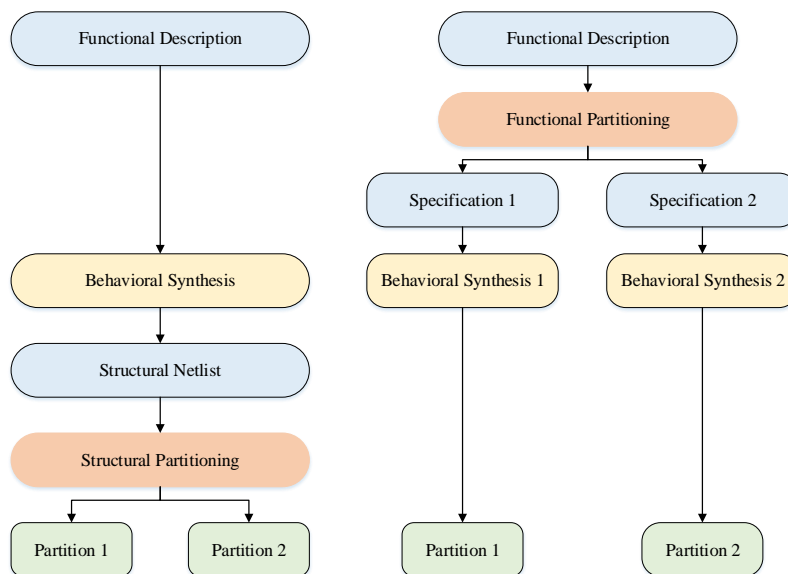 Functional Description
Behavioral Synthesis
Structural Netlist
Structural Partitioning
Partition 1
Partition 2
Functional Description
Functional Partitioning
Specification 1
Specification 2
Behavioral Synthesis 1
Behavioral Synthesis 2
Partition 1
Partition 2